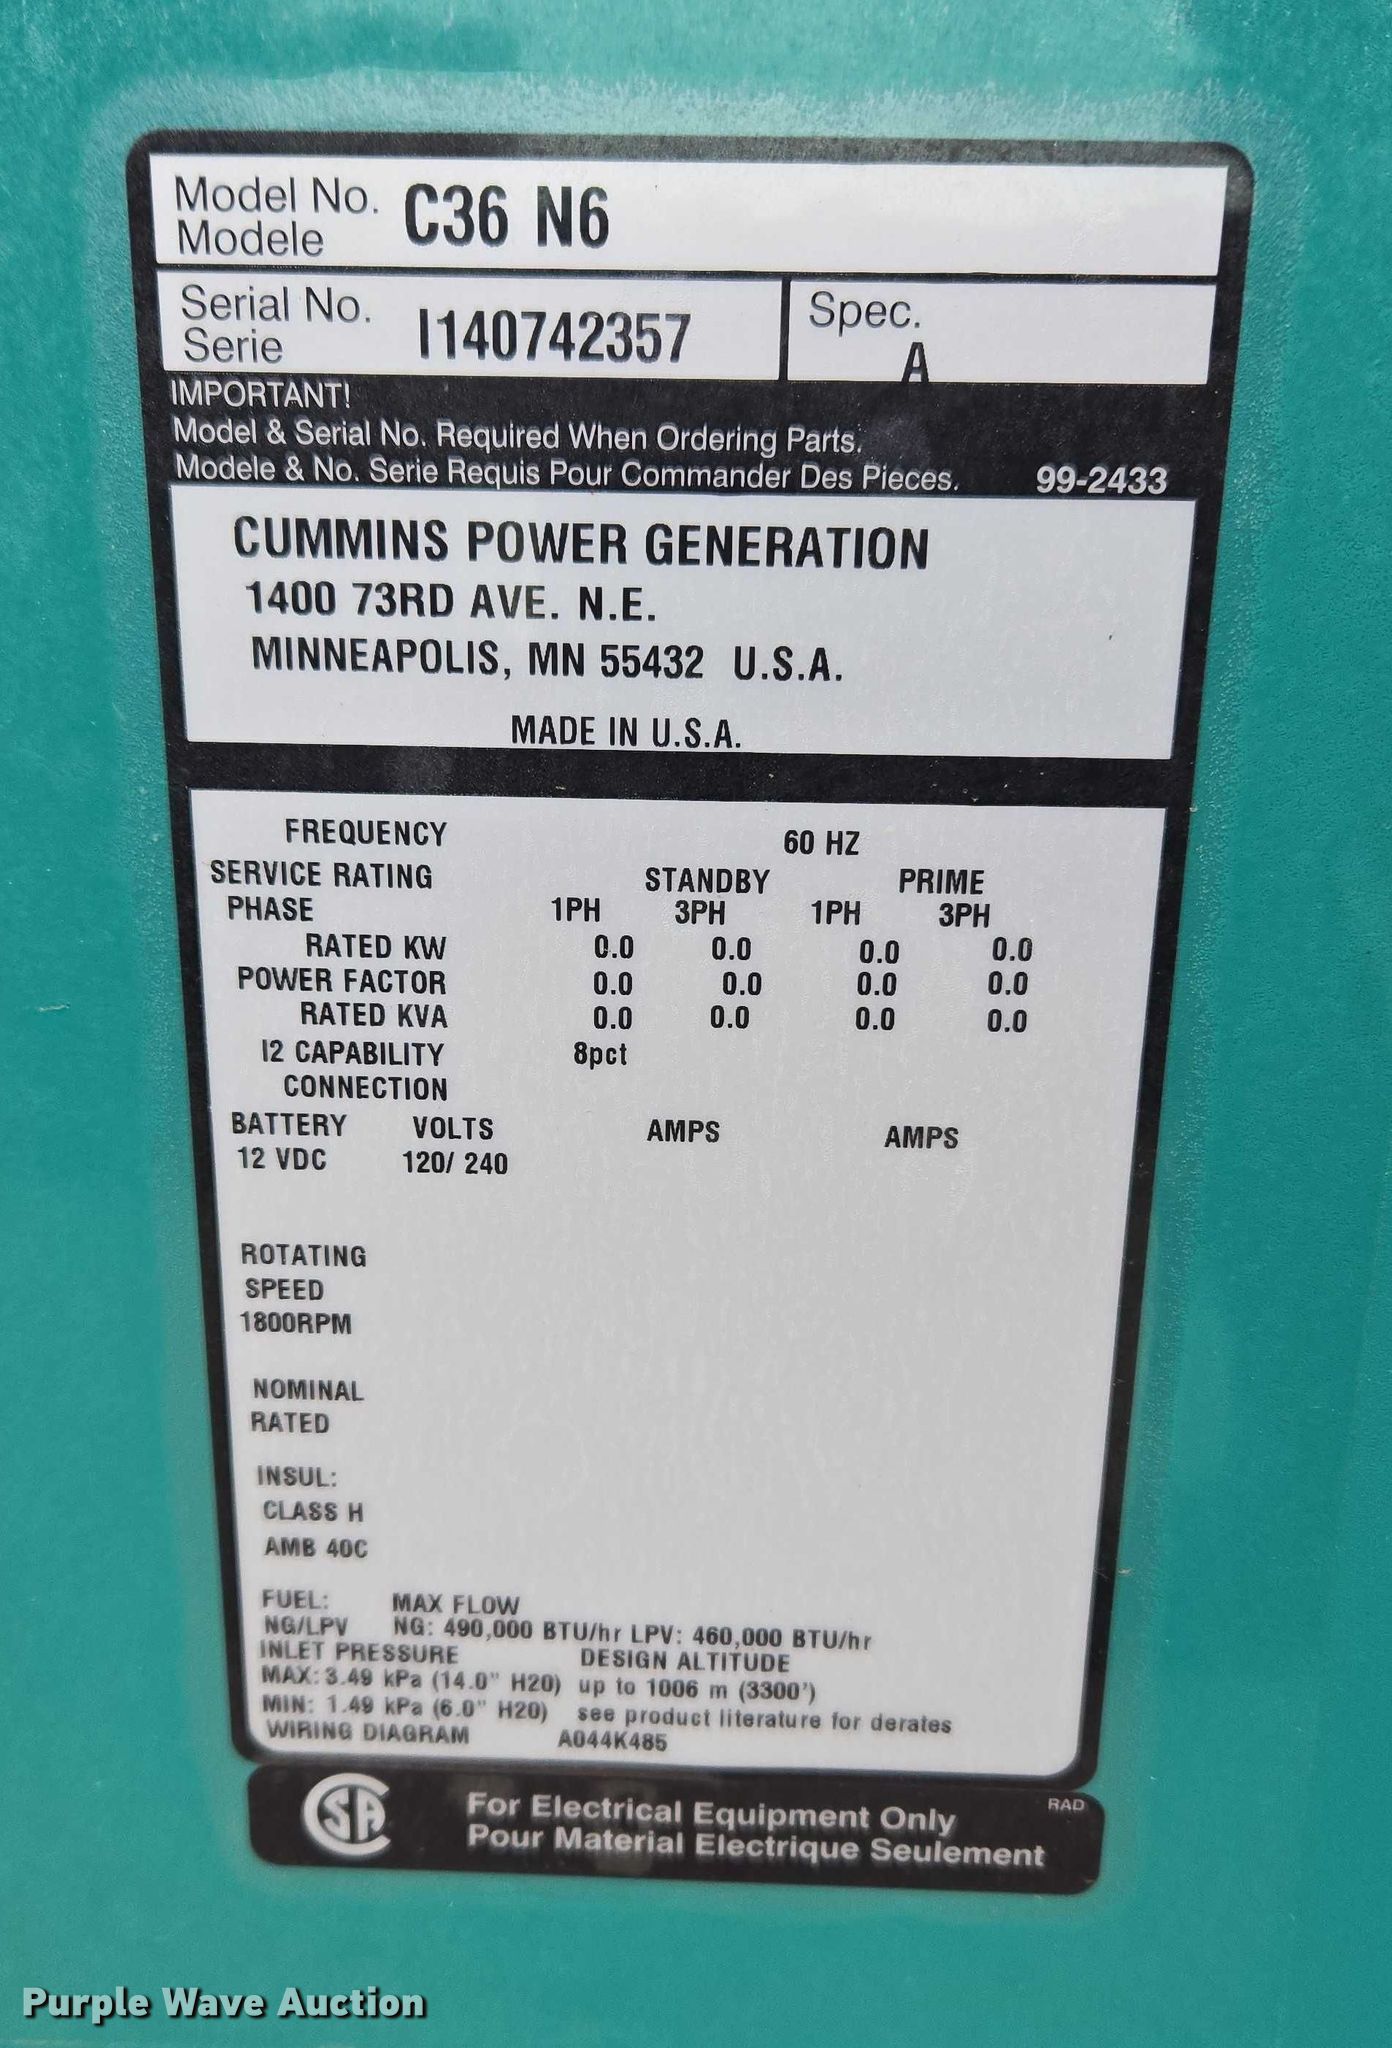 Model No. C36 N6
Modele
Serial No. I140742357
Serie
Spec.
A
IMPORTANT!
Model & Serial No. Required When Ordering Parts.
Modele & No. Serie Requis Pour Commander Des Pieces. 99-2433
CUMMINS POWER GENERATION
1400 73RD AVE. N.E.
MINNEAPOLIS, MN 55432 U.S.A.
MADE IN U.S.A.
FREQUENCY 60 HZ
SERVICE RATING STANDBY PRIME
PHASE 1PH 3PH 1PH 3PH
RATED KW 0.0 0.0 0.0 0.0
POWER FACTOR 0.0 0.0 0.0 0.0
RATED KVA 0.0 0.0 0.0 0.0
I2 CAPABILITY 8pct
CONNECTION
BATTERY VOLTS AMPS AMPS
12 VDC 120/ 240
ROTATING
SPEED
1800RPM
NOMINAL
RATED
INSUL:
CLASS H
AMB 40C
FUEL: MAX FLOW
NG/LPV NG: 490,000 BTU/hr LPV: 460,000 BTU/hr
INLET PRESSURE DESIGN ALTITUDE
MAX: 3.49 kPa (14.0" H20) up to 1006 m (3300')
MIN: 1.49 kPa (6.0" H20) see product literature for derates
WIRING DIAGRAM A044K485
CSA
For Electrical Equipment Only RAD
Pour Material Electrique Seulement
Purple Wave Auction